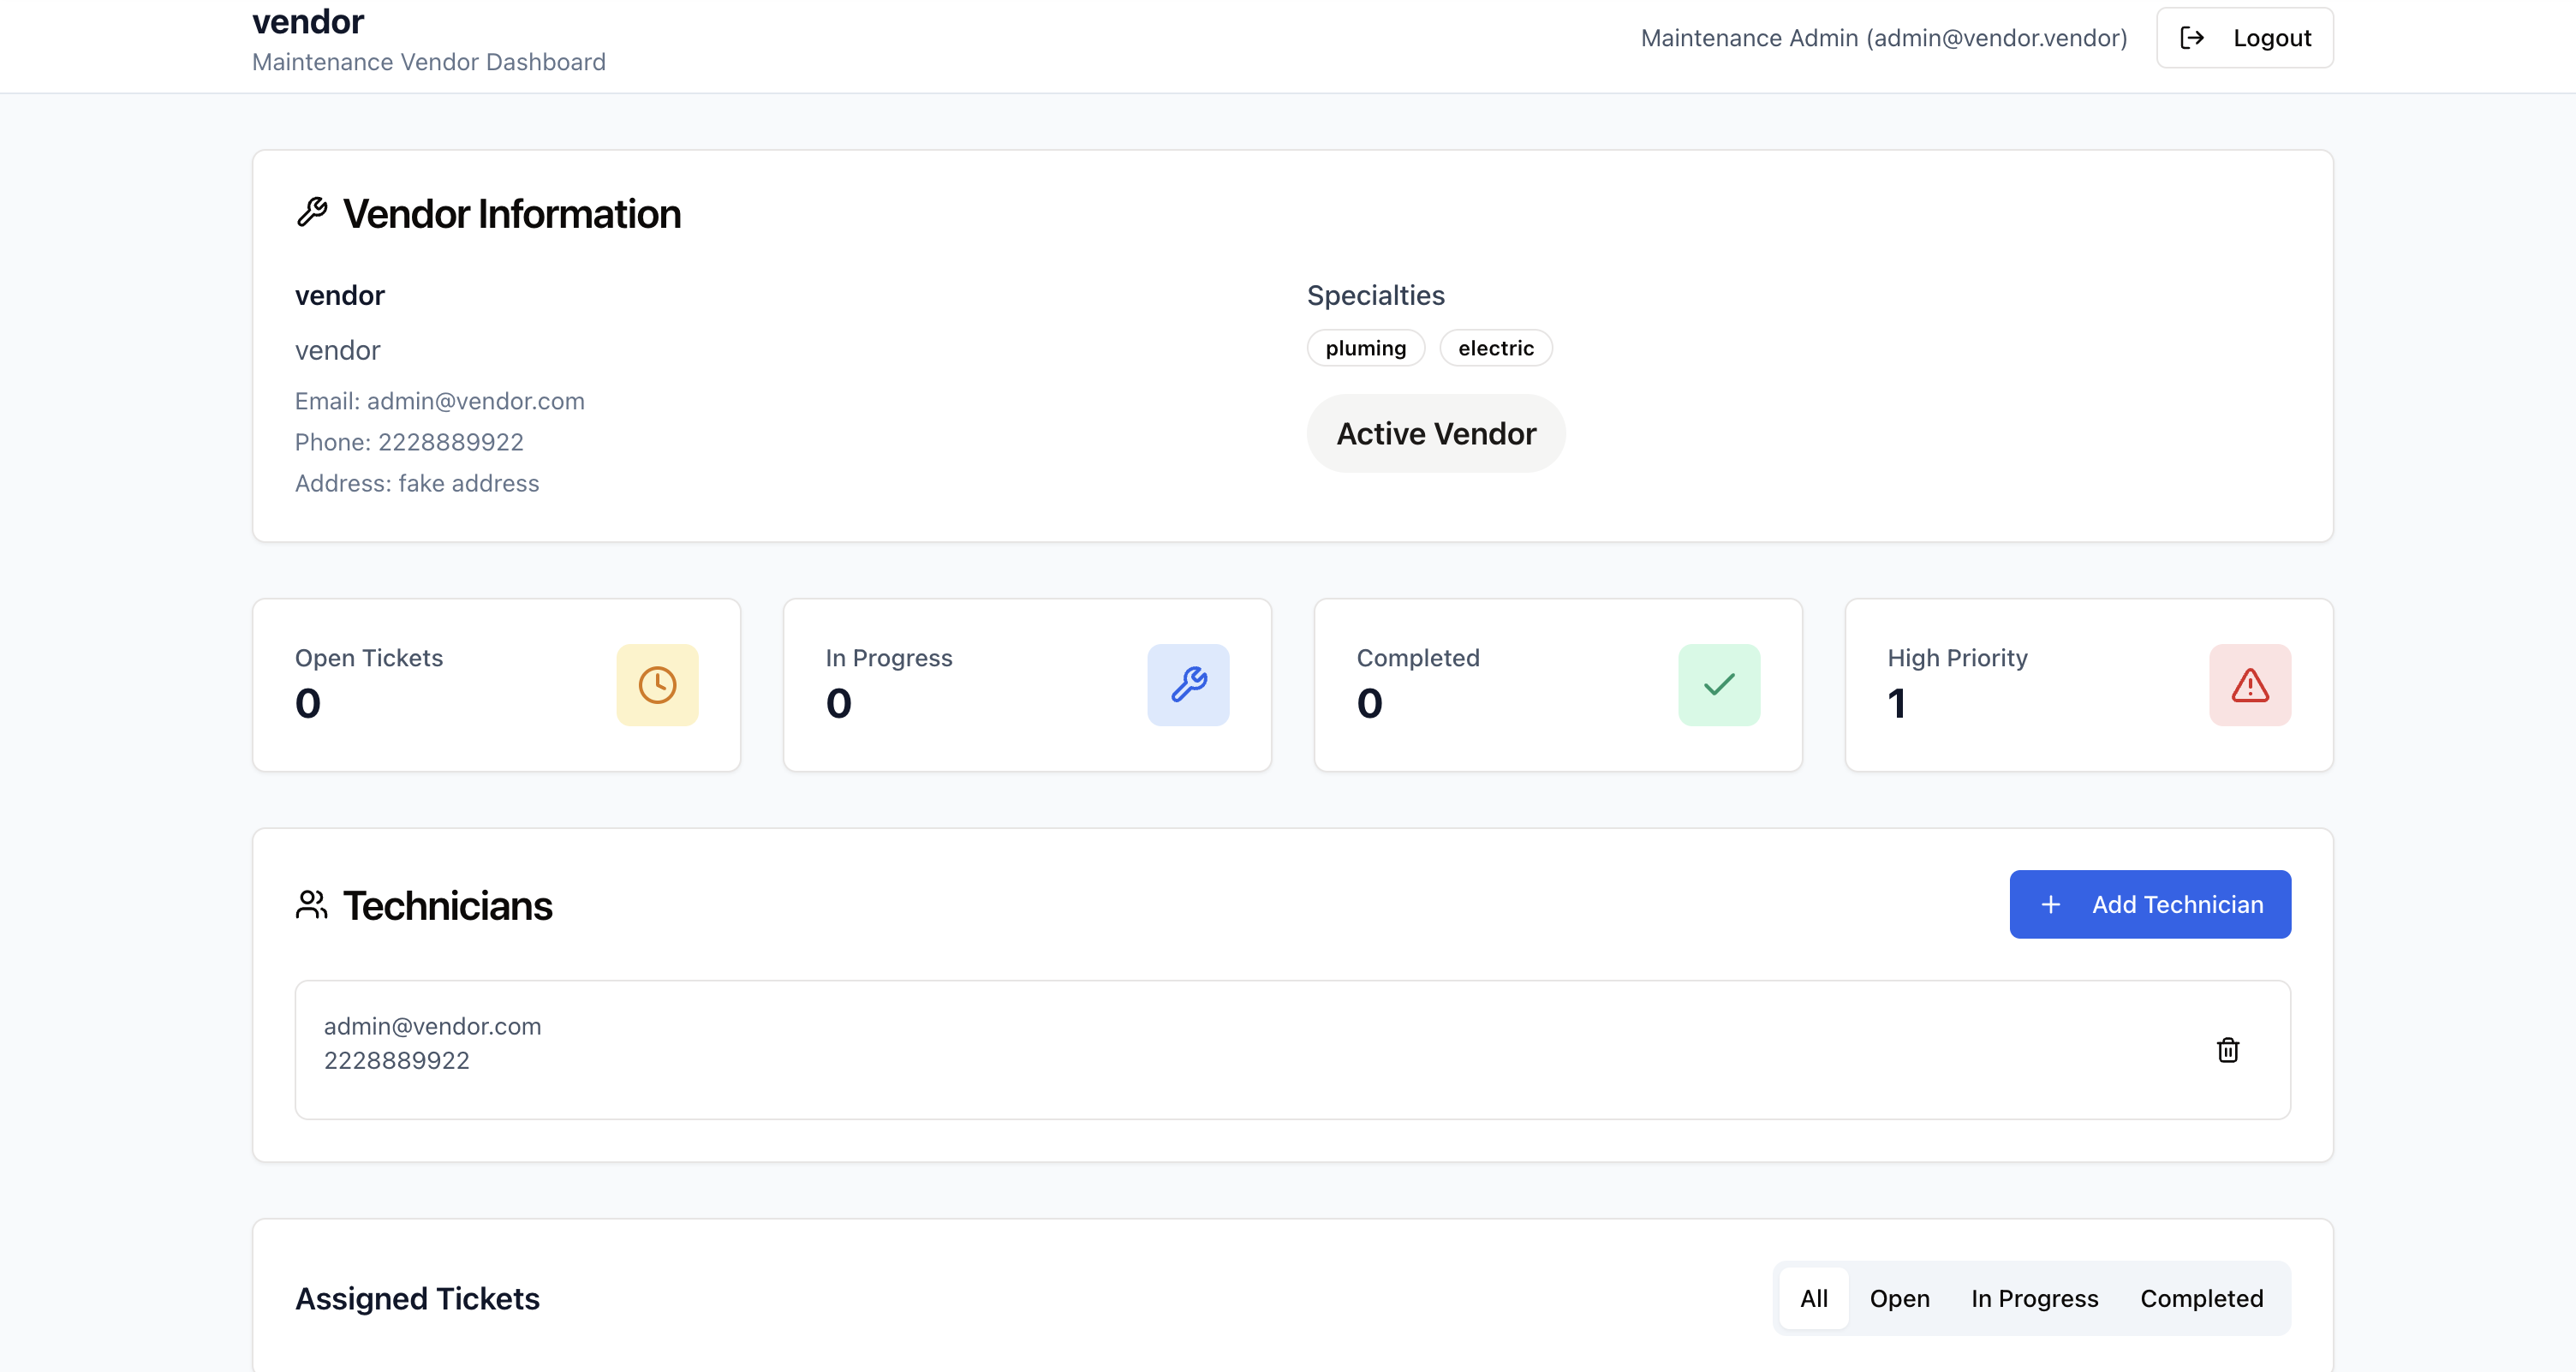 vendor
Maintenance Vendor Dashboard
Maintenance Admin (admin@vendor.vendor)
Logout
Vendor Information
vendor
vendor
Email: admin@vendor.com
Phone: 2228889922
Address: fake address
Specialties
pluming electric
Active Vendor
Open Tickets
0
In Progress
0
Completed
0
High Priority
1
Technicians
Add Technician
admin@vendor.com
2228889922
Assigned Tickets
All Open In Progress Completed